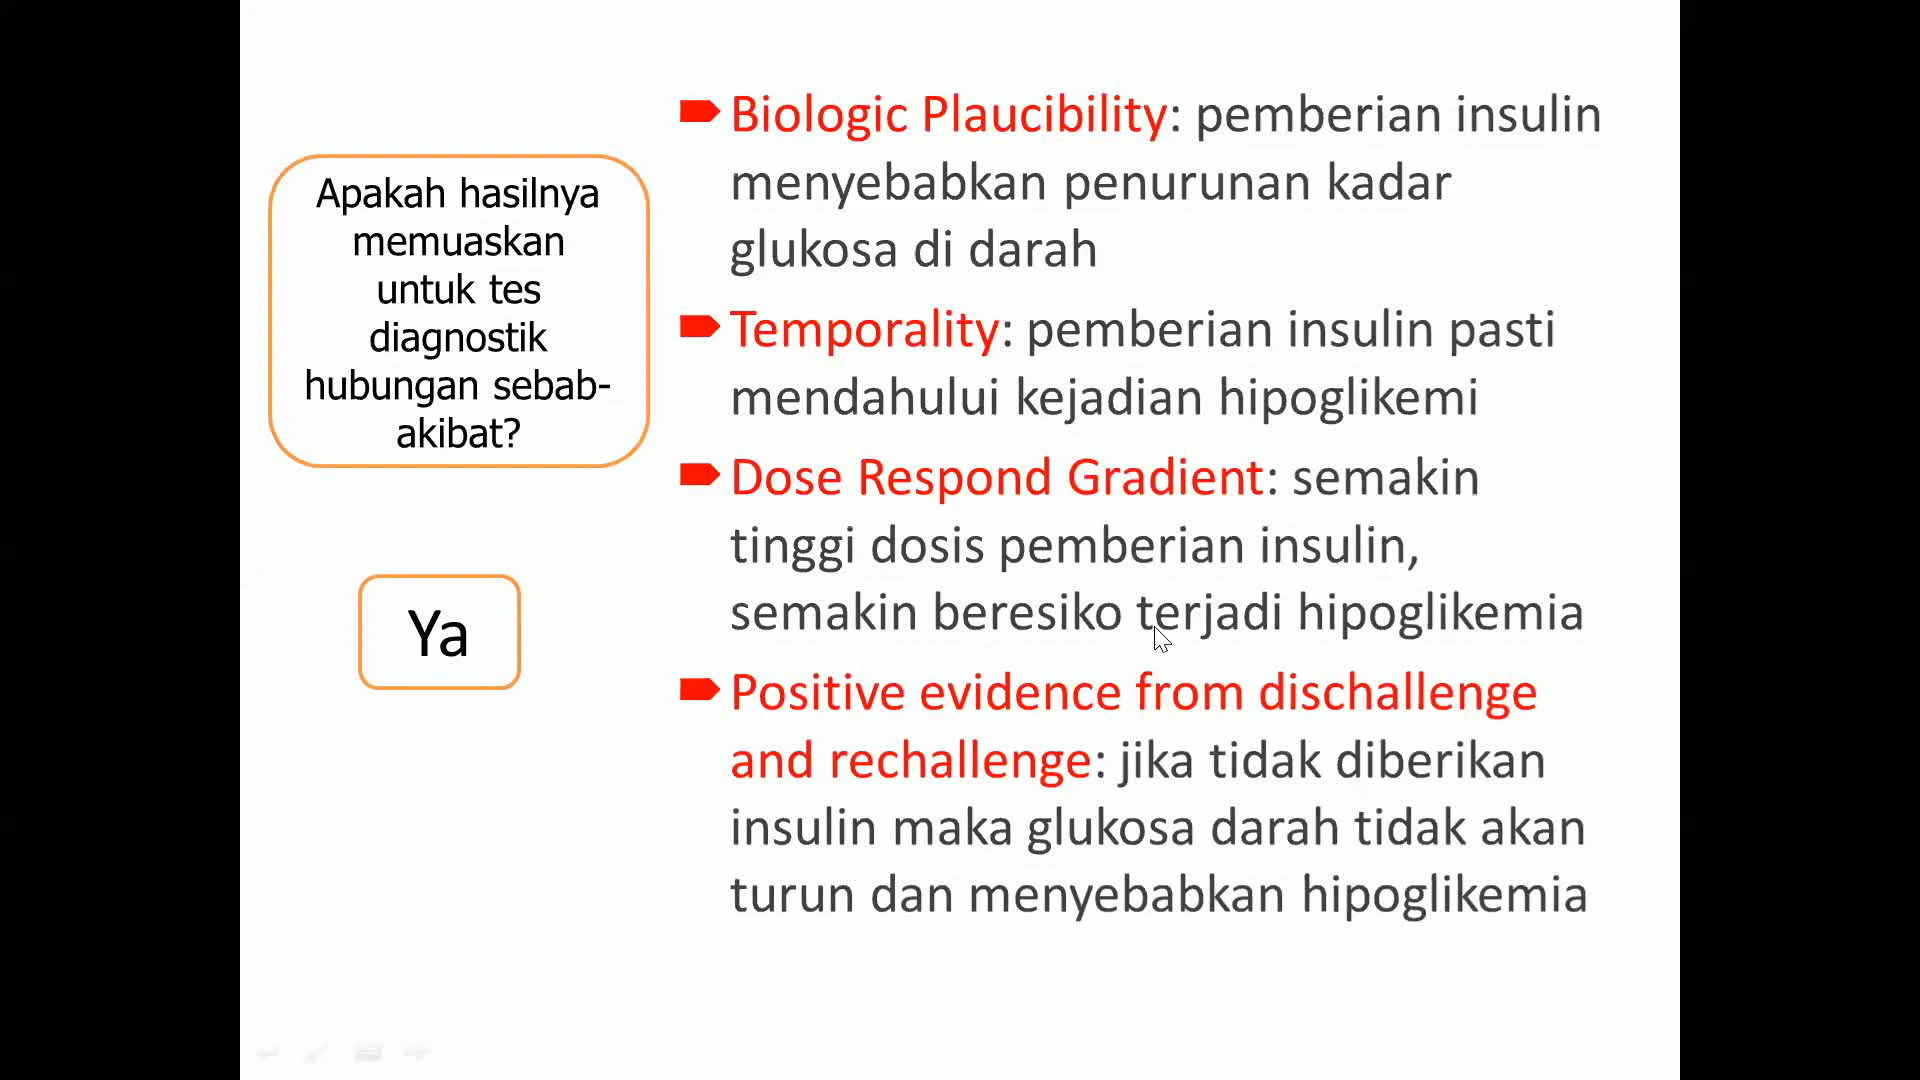 Apakah hasilnya
memuaskan
untuk tes
diagnostik
hubungan sebab-
akibat?
Ya
Biologic Plaucibility: pemberian insulin
menyebabkan penurunan kadar
glukosa di darah
Temporality: pemberian insulin pasti
mendahului kejadian hipoglikemi
Dose Respond Gradient: semakin
tinggi dosis pemberian insulin,
semakin beresiko terjadi hipoglikemia
Positive evidence from dischallenge
and rechallenge: jika tidak diberikan
insulin maka glukosa darah tidak akan
turun dan menyebabkan hipoglikemia